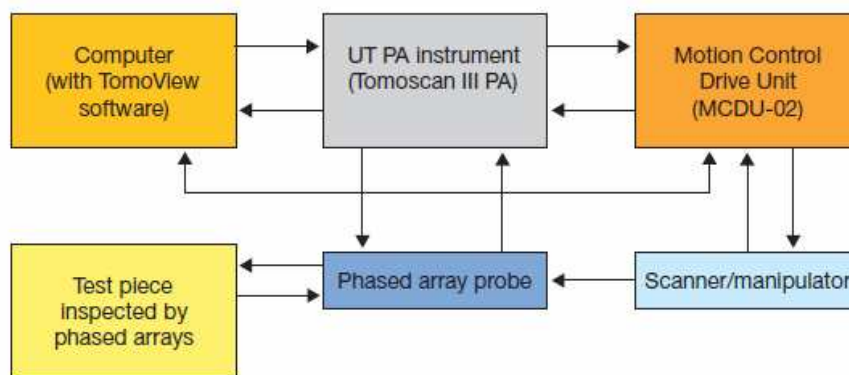 Computer
(with TomoView
software)
UT PA instrument
(Tomoscan III PA)
Motion Control
Drive Unit
(MCDU-02)
Test piece
inspected by
phased arrays
Phased array probe
Scanner/manipulator